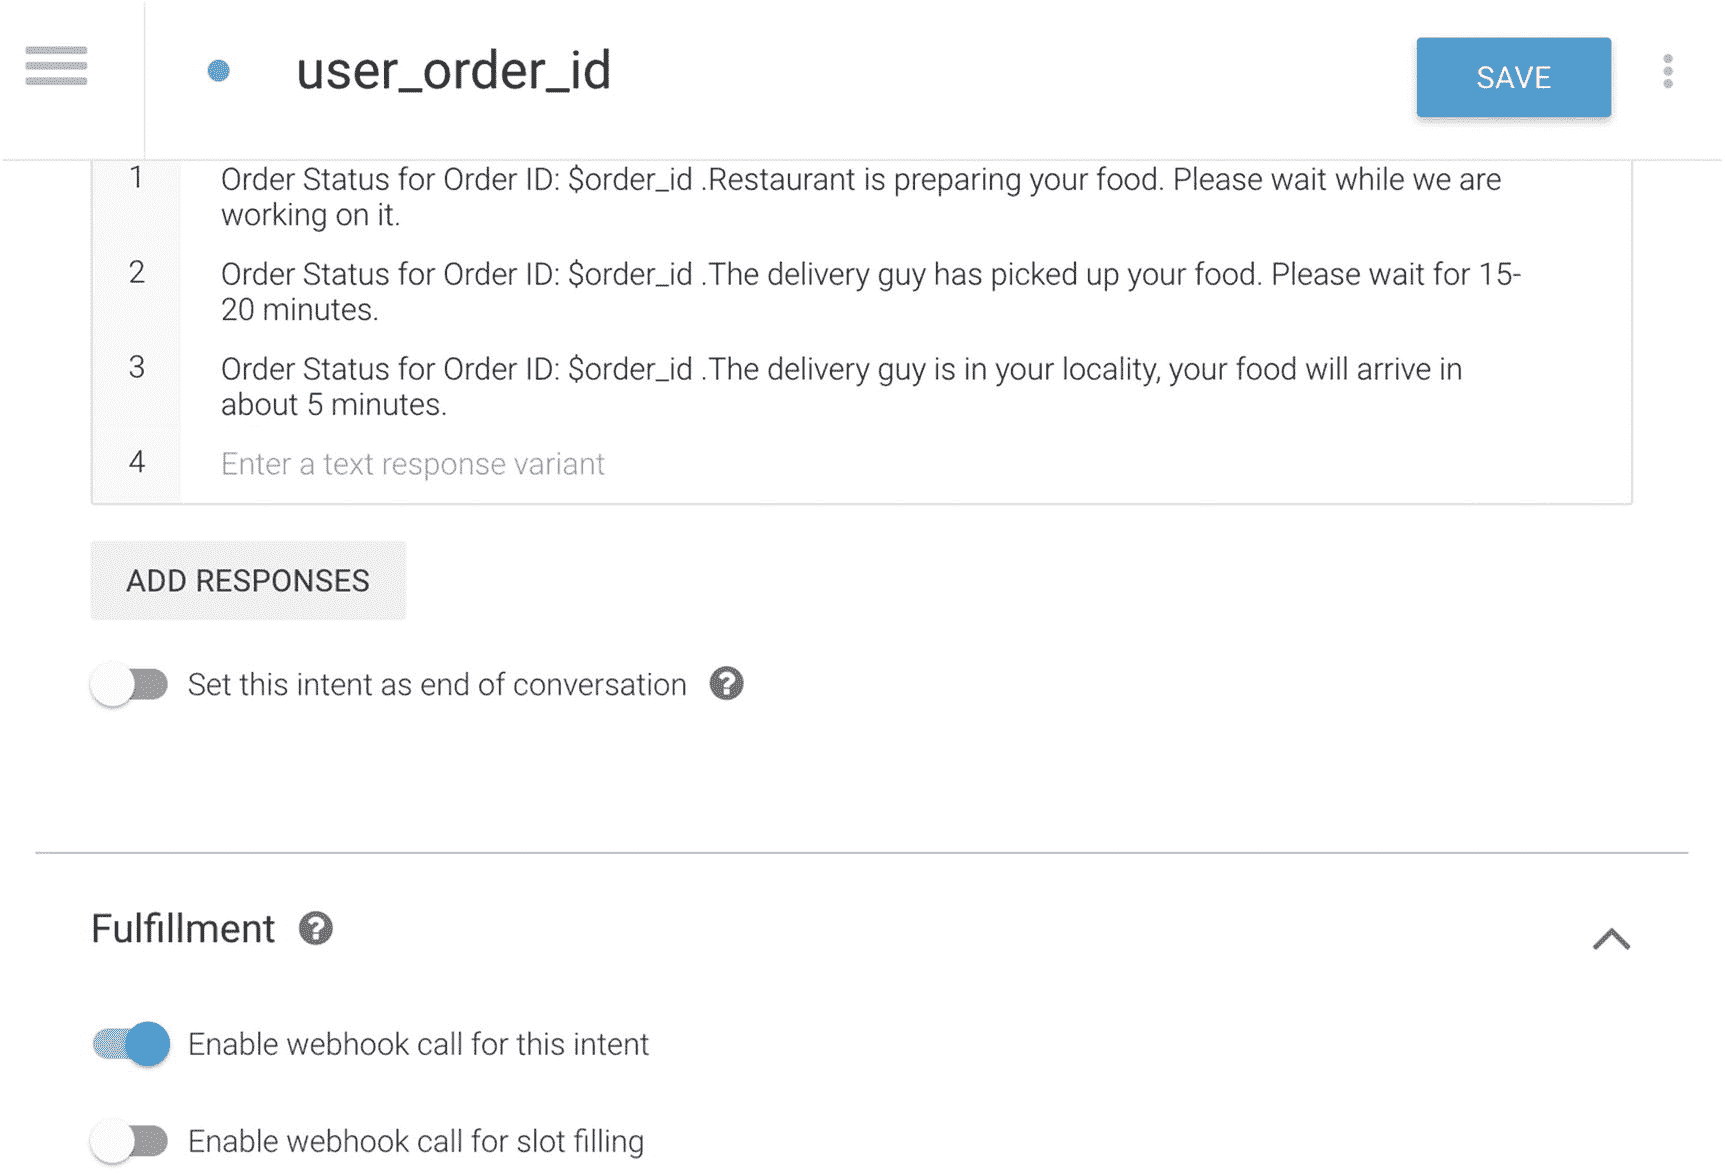 user_order_id
SAVE
1 Order Status for Order ID: $order_id .Restaurant is preparing your food. Please wait while we are
working on it.
2 Order Status for Order ID: $order_id .The delivery guy has picked up your food. Please wait for 15-
20 minutes.
3 Order Status for Order ID: $order_id .The delivery guy is in your locality, your food will arrive in
about 5 minutes.
4 Enter a text response variant
ADD RESPONSES
Set this intent as end of conversation ?
Fulfillment ?
Enable webhook call for this intent
Enable webhook call for slot filling